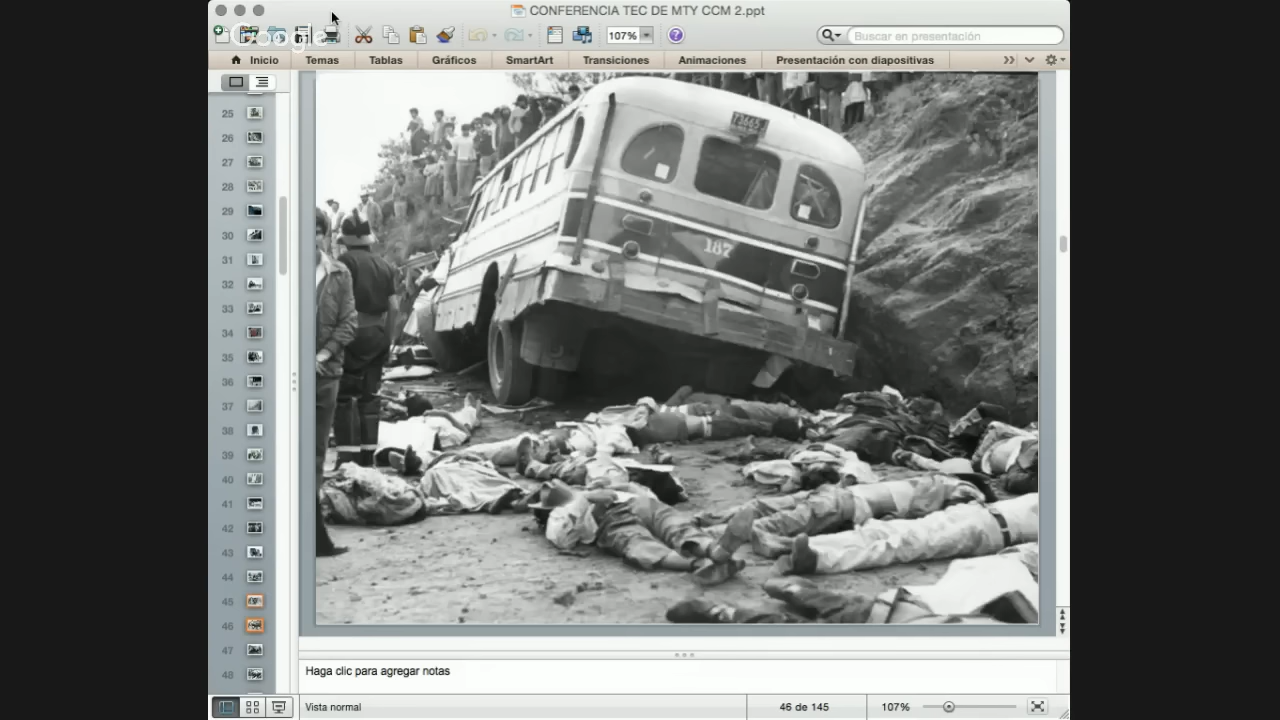 CONFERENCIA TEC DE MTY CCM 2.ppt
Google
107%
Buscar en presentación
Inicio
Temas
Tablas
Gráficos
SmartArt
Transiciones
Animaciones
Presentación con diapositivas
25
26
27
28
29
30
31
32
33
34
35
36
37
38
39
40
41
42
43
44
45
46
47
48
187
Haga clic para agregar notas
Vista normal
46 de 145
107%